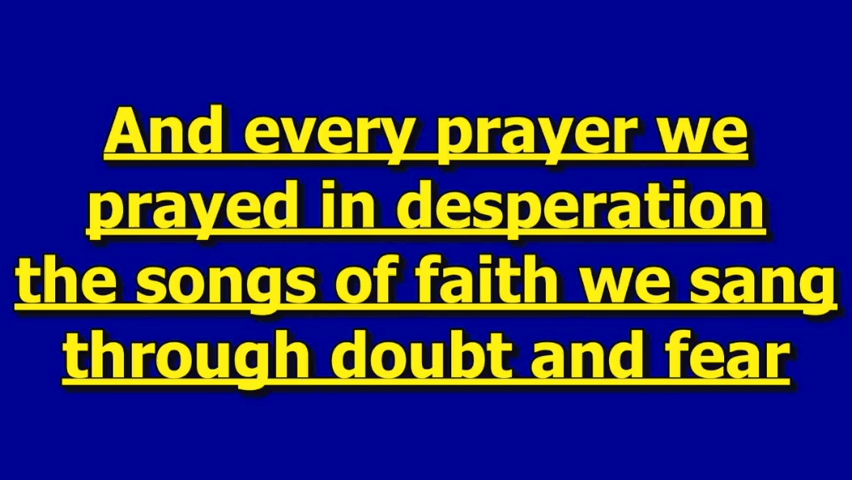 And every prayer we
prayed in desperation
the songs of faith we sang
through doubt and fear